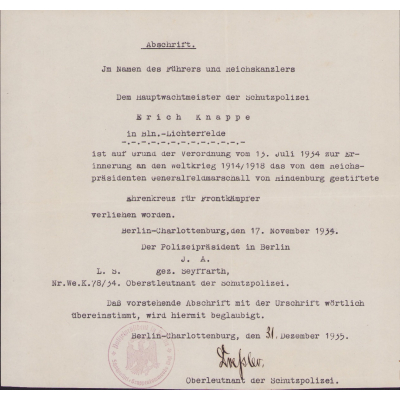 Abschrift.
Jm Namen des Führers und Reichskanzlers
Dem Hauptwachtmeister der Schutzpolizei
Erich Knappe
in Bln.-Lichterfelde
ist auf Grund der Verordnung vom 13. Juli 1934 zur Er-
innerung an den Weltkrieg 1914/1918 das von dem Reichs-
präsidenten Generalfeldmarschall von Hindenburg gestiftete
Ehrenkreuz für Frontkämpfer
verliehen worden.
Berlin-Charlottenburg, den 17. November 1934.
Der Polizeipräsident in Berlin
J. A.
L. S. gez. Seyffarth,
Nr.We.K.78/34. Oberstleutnant der Schutzpolizei.
Daß vorstehende Abschrift mit der Urschrift wörtlich
übereinstimmt, wird hiermit beglaubigt.
Berlin-Charlottenburg, den 31. Dezember 1935.
Oberleutnant der Schutzpolizei.